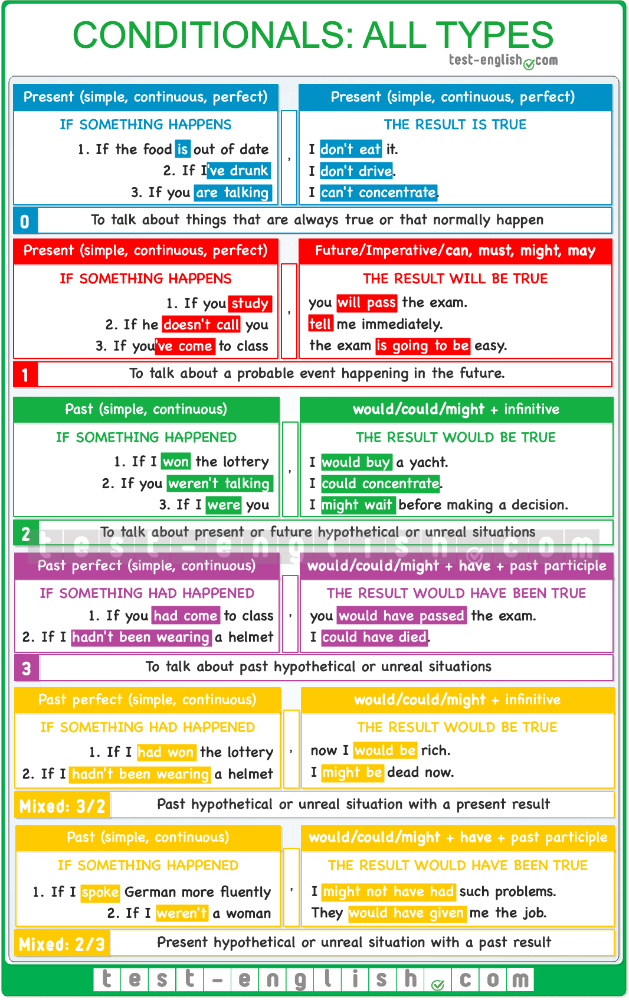 CONDITIONALS: ALL TYPES
test-english.com
Present (simple, continuous, perfect)
Present (simple, continuous, perfect)
IF SOMETHING HAPPENS
THE RESULT IS TRUE
1. If the food is out of date , I don't eat it.
2. If I've drunk I don't drive.
3. If you are talking I can't concentrate.
0 To talk about things that are always true or that normally happen
Present (simple, continuous, perfect)
Future/Imperative/can, must, might, may
IF SOMETHING HAPPENS
THE RESULT WILL BE TRUE
1. If you study , you will pass the exam.
2. If he doesn't call you tell me immediately.
3. If you've come to class the exam is going to be easy.
1 To talk about a probable event happening in the future.
Past (simple, continuous)
would/could/might + infinitive
IF SOMETHING HAPPENED
THE RESULT WOULD BE TRUE
1. If I won the lottery , I would buy a yacht.
2. If you weren't talking I could concentrate.
3. If I were you I might wait before making a decision.
2 To talk about present or future hypothetical or unreal situations
test-english.com
Past perfect (simple, continuous)
would/could/might + have + past participle
IF SOMETHING HAD HAPPENED
THE RESULT WOULD HAVE BEEN TRUE
1. If you had come to class , you would have passed the exam.
2. If I hadn't been wearing a helmet I could have died.
3 To talk about past hypothetical or unreal situations
Past perfect (simple, continuous)
would/could/might + infinitive
IF SOMETHING HAD HAPPENED
THE RESULT WOULD BE TRUE
1. If I had won the lottery , now I would be rich.
2. If I hadn't been wearing a helmet I might be dead now.
Mixed: 3/2 Past hypothetical or unreal situation with a present result
Past (simple, continuous)
would/could/might + have + past participle
IF SOMETHING HAPPENED
THE RESULT WOULD HAVE BEEN TRUE
1. If I spoke German more fluently , I might not have had such problems.
2. If I weren't a woman They would have given me the job.
Mixed: 2/3 Present hypothetical or unreal situation with a past result
test-english.com